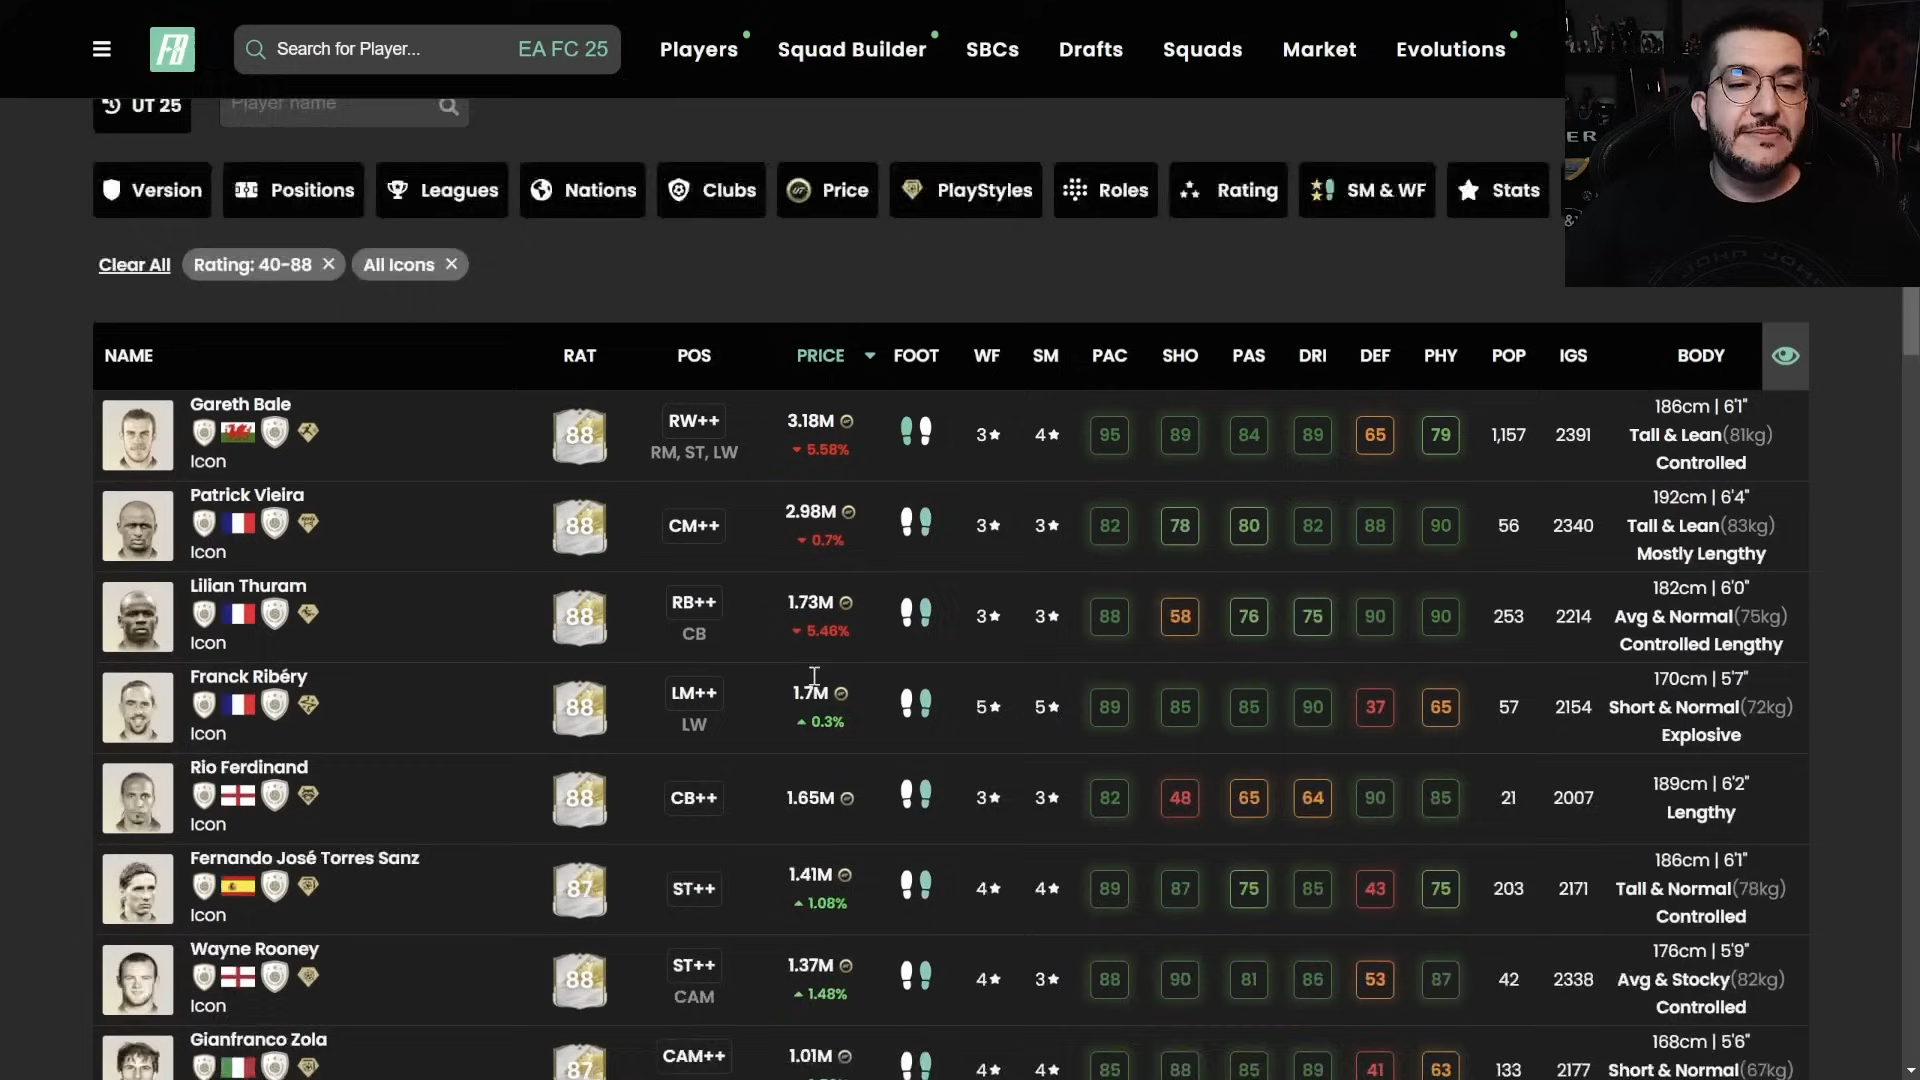 Search for Player... EA FC 25 Players Squad Builder SBCs Drafts Squads Market Evolutions
UT 25 Player name
Version Positions Leagues Nations Clubs Price PlayStyles Roles Rating SM & WF Stats
Clear All Rating: 40-88 × All Icons ×
NAME RAT POS PRICE FOOT WF SM PAC SHO PAS DRI DEF PHY POP IGS BODY
Gareth Bale 186cm | 6'1"
88 RW++ 3.18M 3★ 4★ 95 89 84 89 65 79 1,157 2391 Tall & Lean(81kg)
RM, ST, LW 5.58%
Icon Controlled
Patrick Vieira 192cm | 6'4"
88 CM++ 2.98M 3★ 3★ 82 78 80 82 88 90 56 2340 Tall & Lean(83kg)
0.7%
Icon Mostly Lengthy
Lilian Thuram 182cm | 6'0"
88 RB++ 1.73M 3★ 3★ 88 58 76 75 90 90 253 2214 Avg & Normal(75kg)
CB 5.46%
Icon Controlled Lengthy
Franck Ribéry 170cm | 5'7"
88 LM++ 1.7M 5★ 5★ 89 85 85 90 37 65 57 2154 Short & Normal(72kg)
LW 0.3%
Icon Explosive
Rio Ferdinand 189cm | 6'2"
88 CB++ 1.65M 3★ 3★ 82 48 65 64 90 85 21 2007 Lengthy
Icon
Fernando José Torres Sanz 186cm | 6'1"
87 ST++ 1.41M 4★ 4★ 89 87 75 85 43 75 203 2171 Tall & Normal(78kg)
1.08%
Icon Controlled
Wayne Rooney 176cm | 5'9"
88 ST++ 1.37M 4★ 3★ 88 90 81 86 53 87 42 2338 Avg & Stocky(82kg)
CAM 1.48%
Icon Controlled
Gianfranco Zola 168cm | 5'6"
87 CAM++ 1.01M 4★ 4★ 85 88 85 89 41 63 133 2177 Short & Normal(67kg)